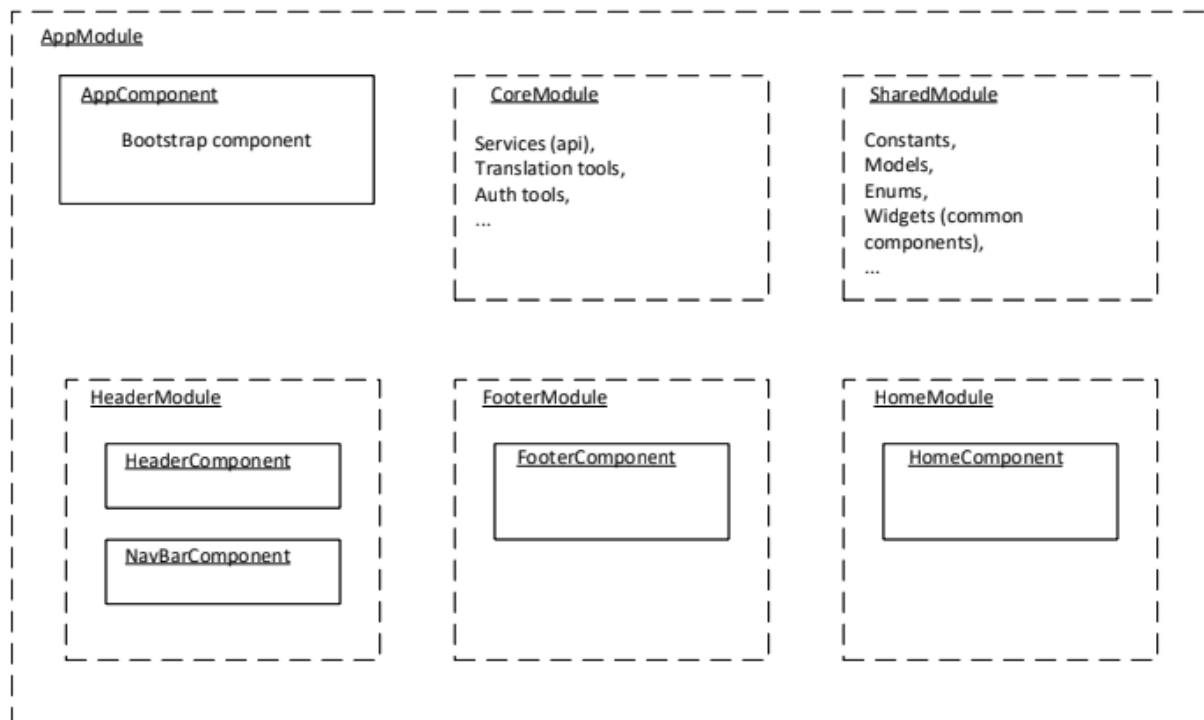 AppModule
AppComponent
Bootstrap component
CoreModule
Services (api),
Translation tools,
Auth tools,
...
SharedModule
Constants,
Models,
Enums,
Widgets (common
components),
...
HeaderModule
HeaderComponent
NavBarComponent
FooterModule
FooterComponent
HomeModule
HomeComponent